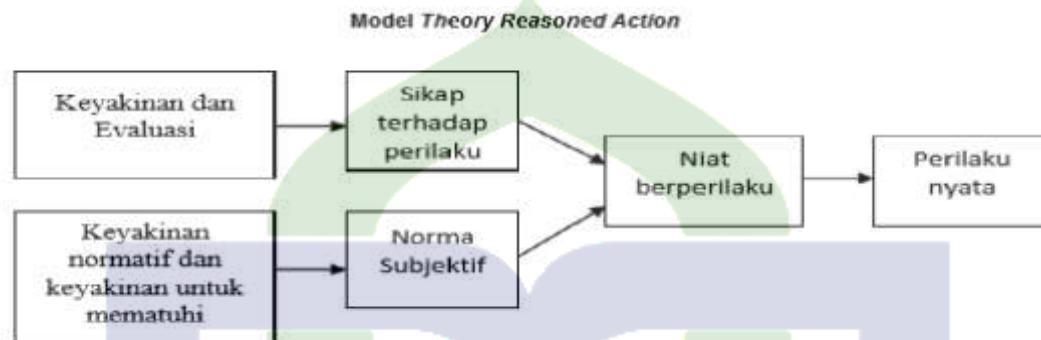 Model Theory Reasoned Action
Keyakinan dan
Evaluasi
Sikap
terhadap
perilaku
Niat
berperilaku
Perilaku
nyata
Keyakinan
normatif dan
keyakinan untuk
mematuhi
Norma
Subjektif